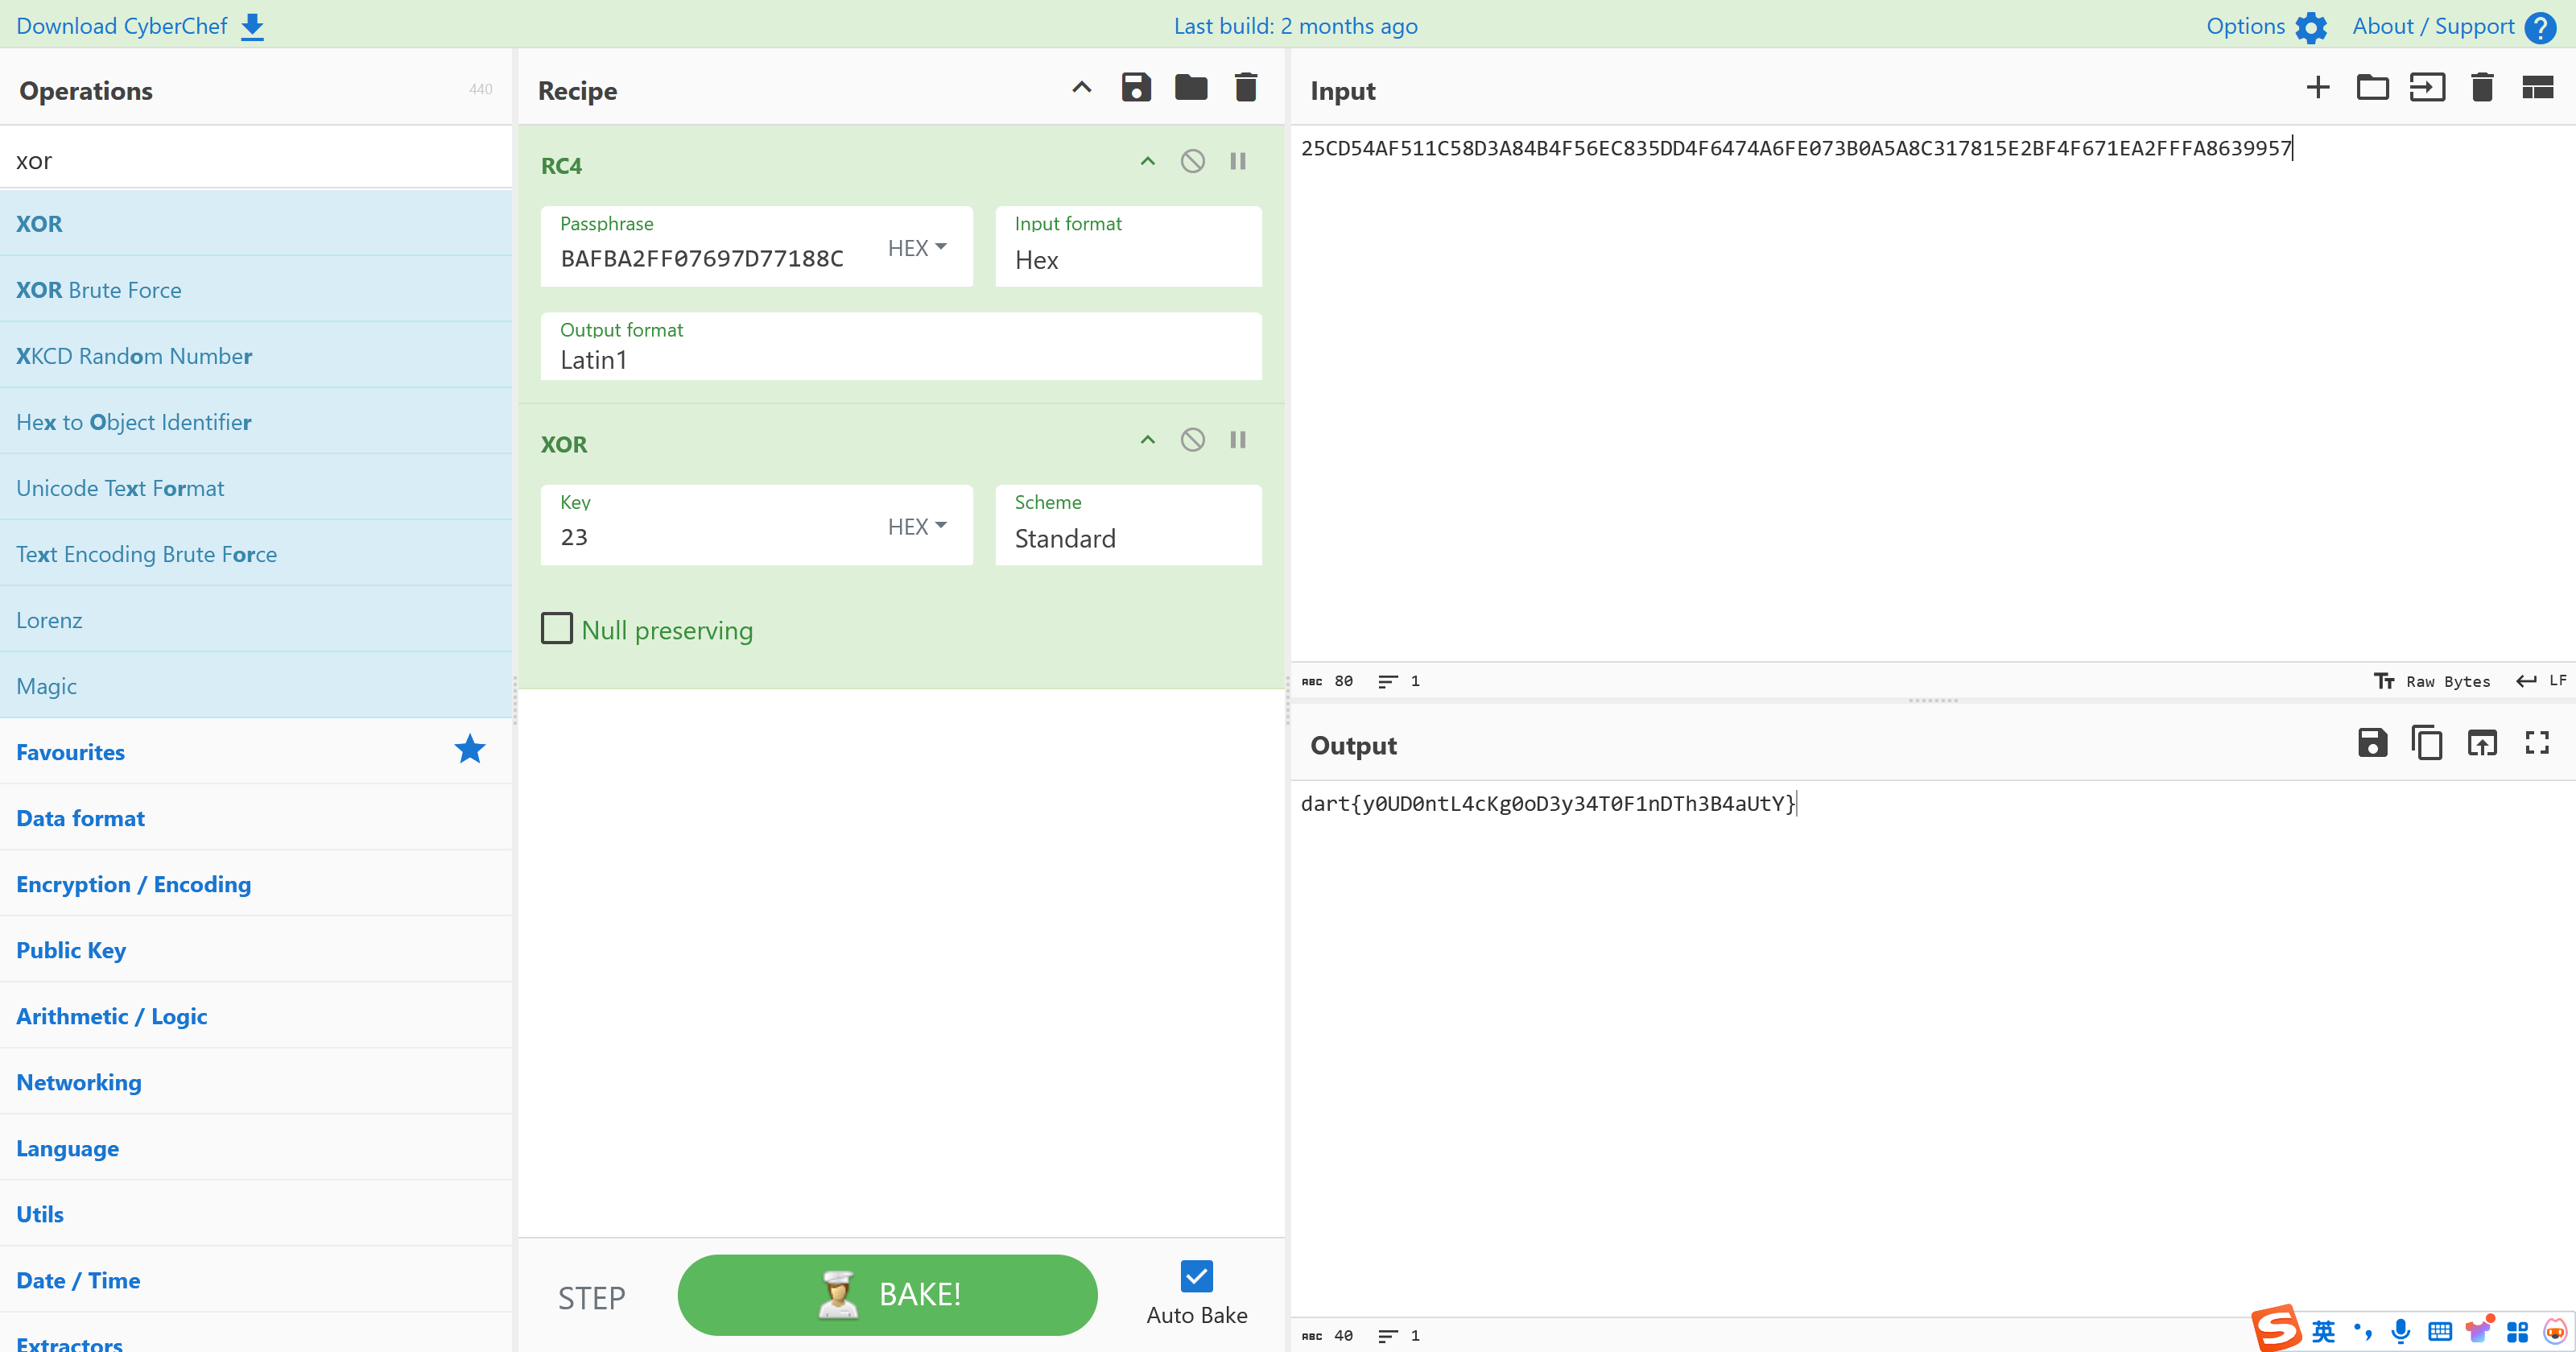 Download CyberChef
Last build: 2 months ago
Options
About / Support
Operations
440
xor
XOR
XOR Brute Force
XKCD Random Number
Hex to Object Identifier
Unicode Text Format
Text Encoding Brute Force
Lorenz
Magic
Favourites
Data format
Encryption / Encoding
Public Key
Arithmetic / Logic
Networking
Language
Utils
Date / Time
Extractors
Recipe
RC4
Passphrase
BAFBA2FF07697D77188C
HEX
Input format
Hex
Output format
Latin1
XOR
Key
23
HEX
Scheme
Standard
Null preserving
STEP
BAKE!
Auto Bake
Input
25CD54AF511C58D3A84B4F56EC835DD4F6474A6FE073B0A5A8C317815E2BF4F671EA2FFFA8639957
ABC 80
1
Tт Raw Bytes
LF
Output
dart{y0UD0ntL4cKg0oD3y34T0F1nDTh3B4aUtY}
ABC 40
1
S
英